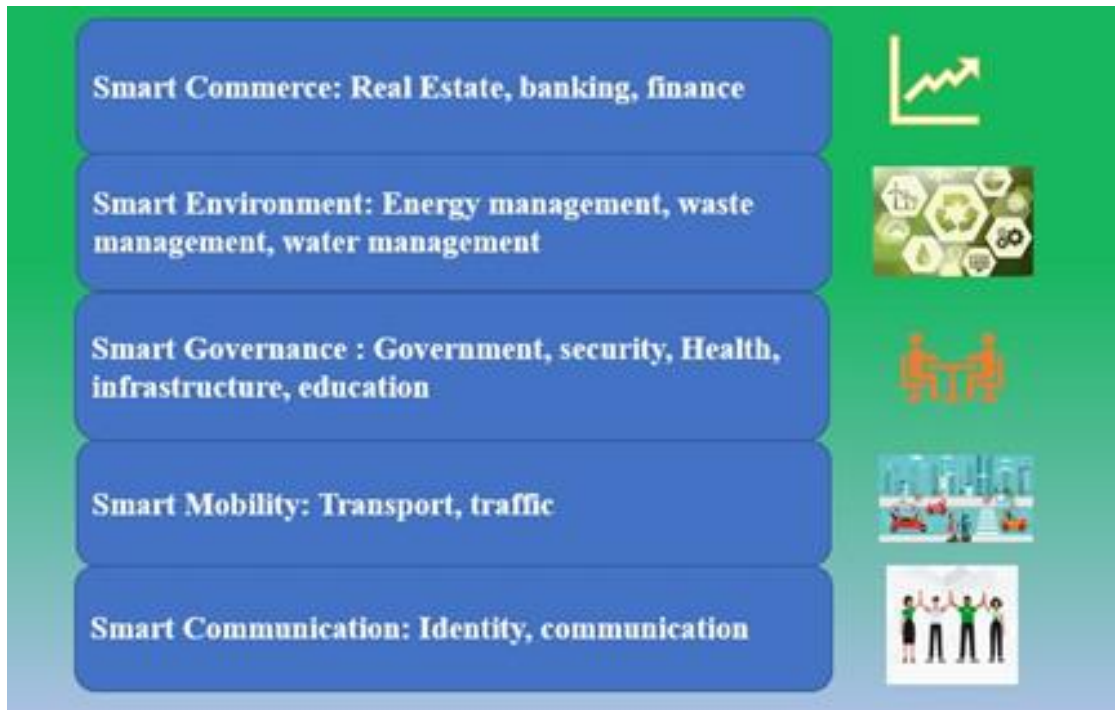 Smart Commerce: Real Estate, banking, finance
Smart Environment: Energy management, waste
management, water management
Smart Governance : Government, security, Health,
infrastructure, education
Smart Mobility: Transport, traffic
Smart Communication: Identity, communication